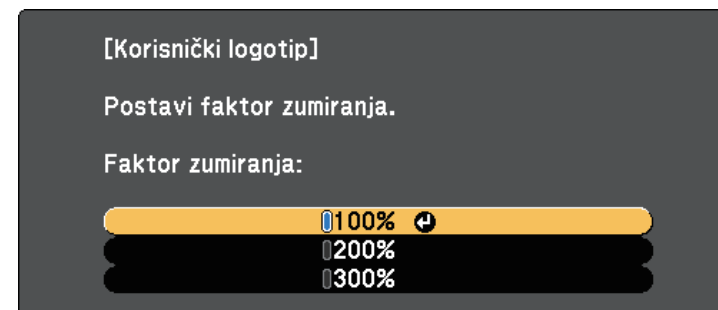 [Korisnički logotip]
Postavi faktor zumiranja.
Faktor zumiranja:
100%
200%
300%